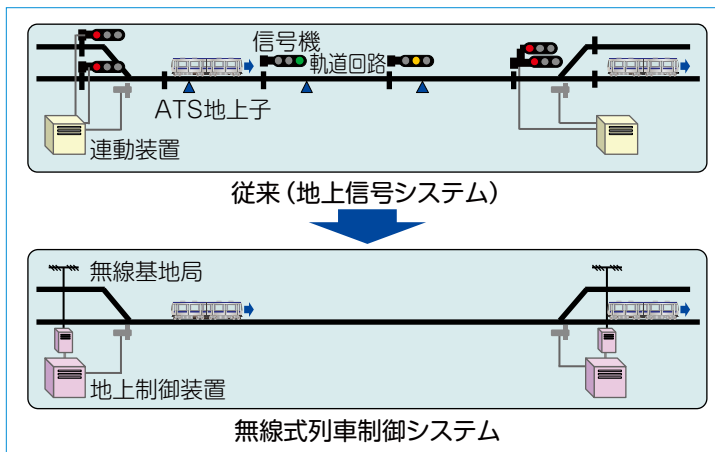 信号機
軌道回路
ATS地上子
連動装置
従来（地上信号システム）
無線基地局
地上制御装置
無線式列車制御システム